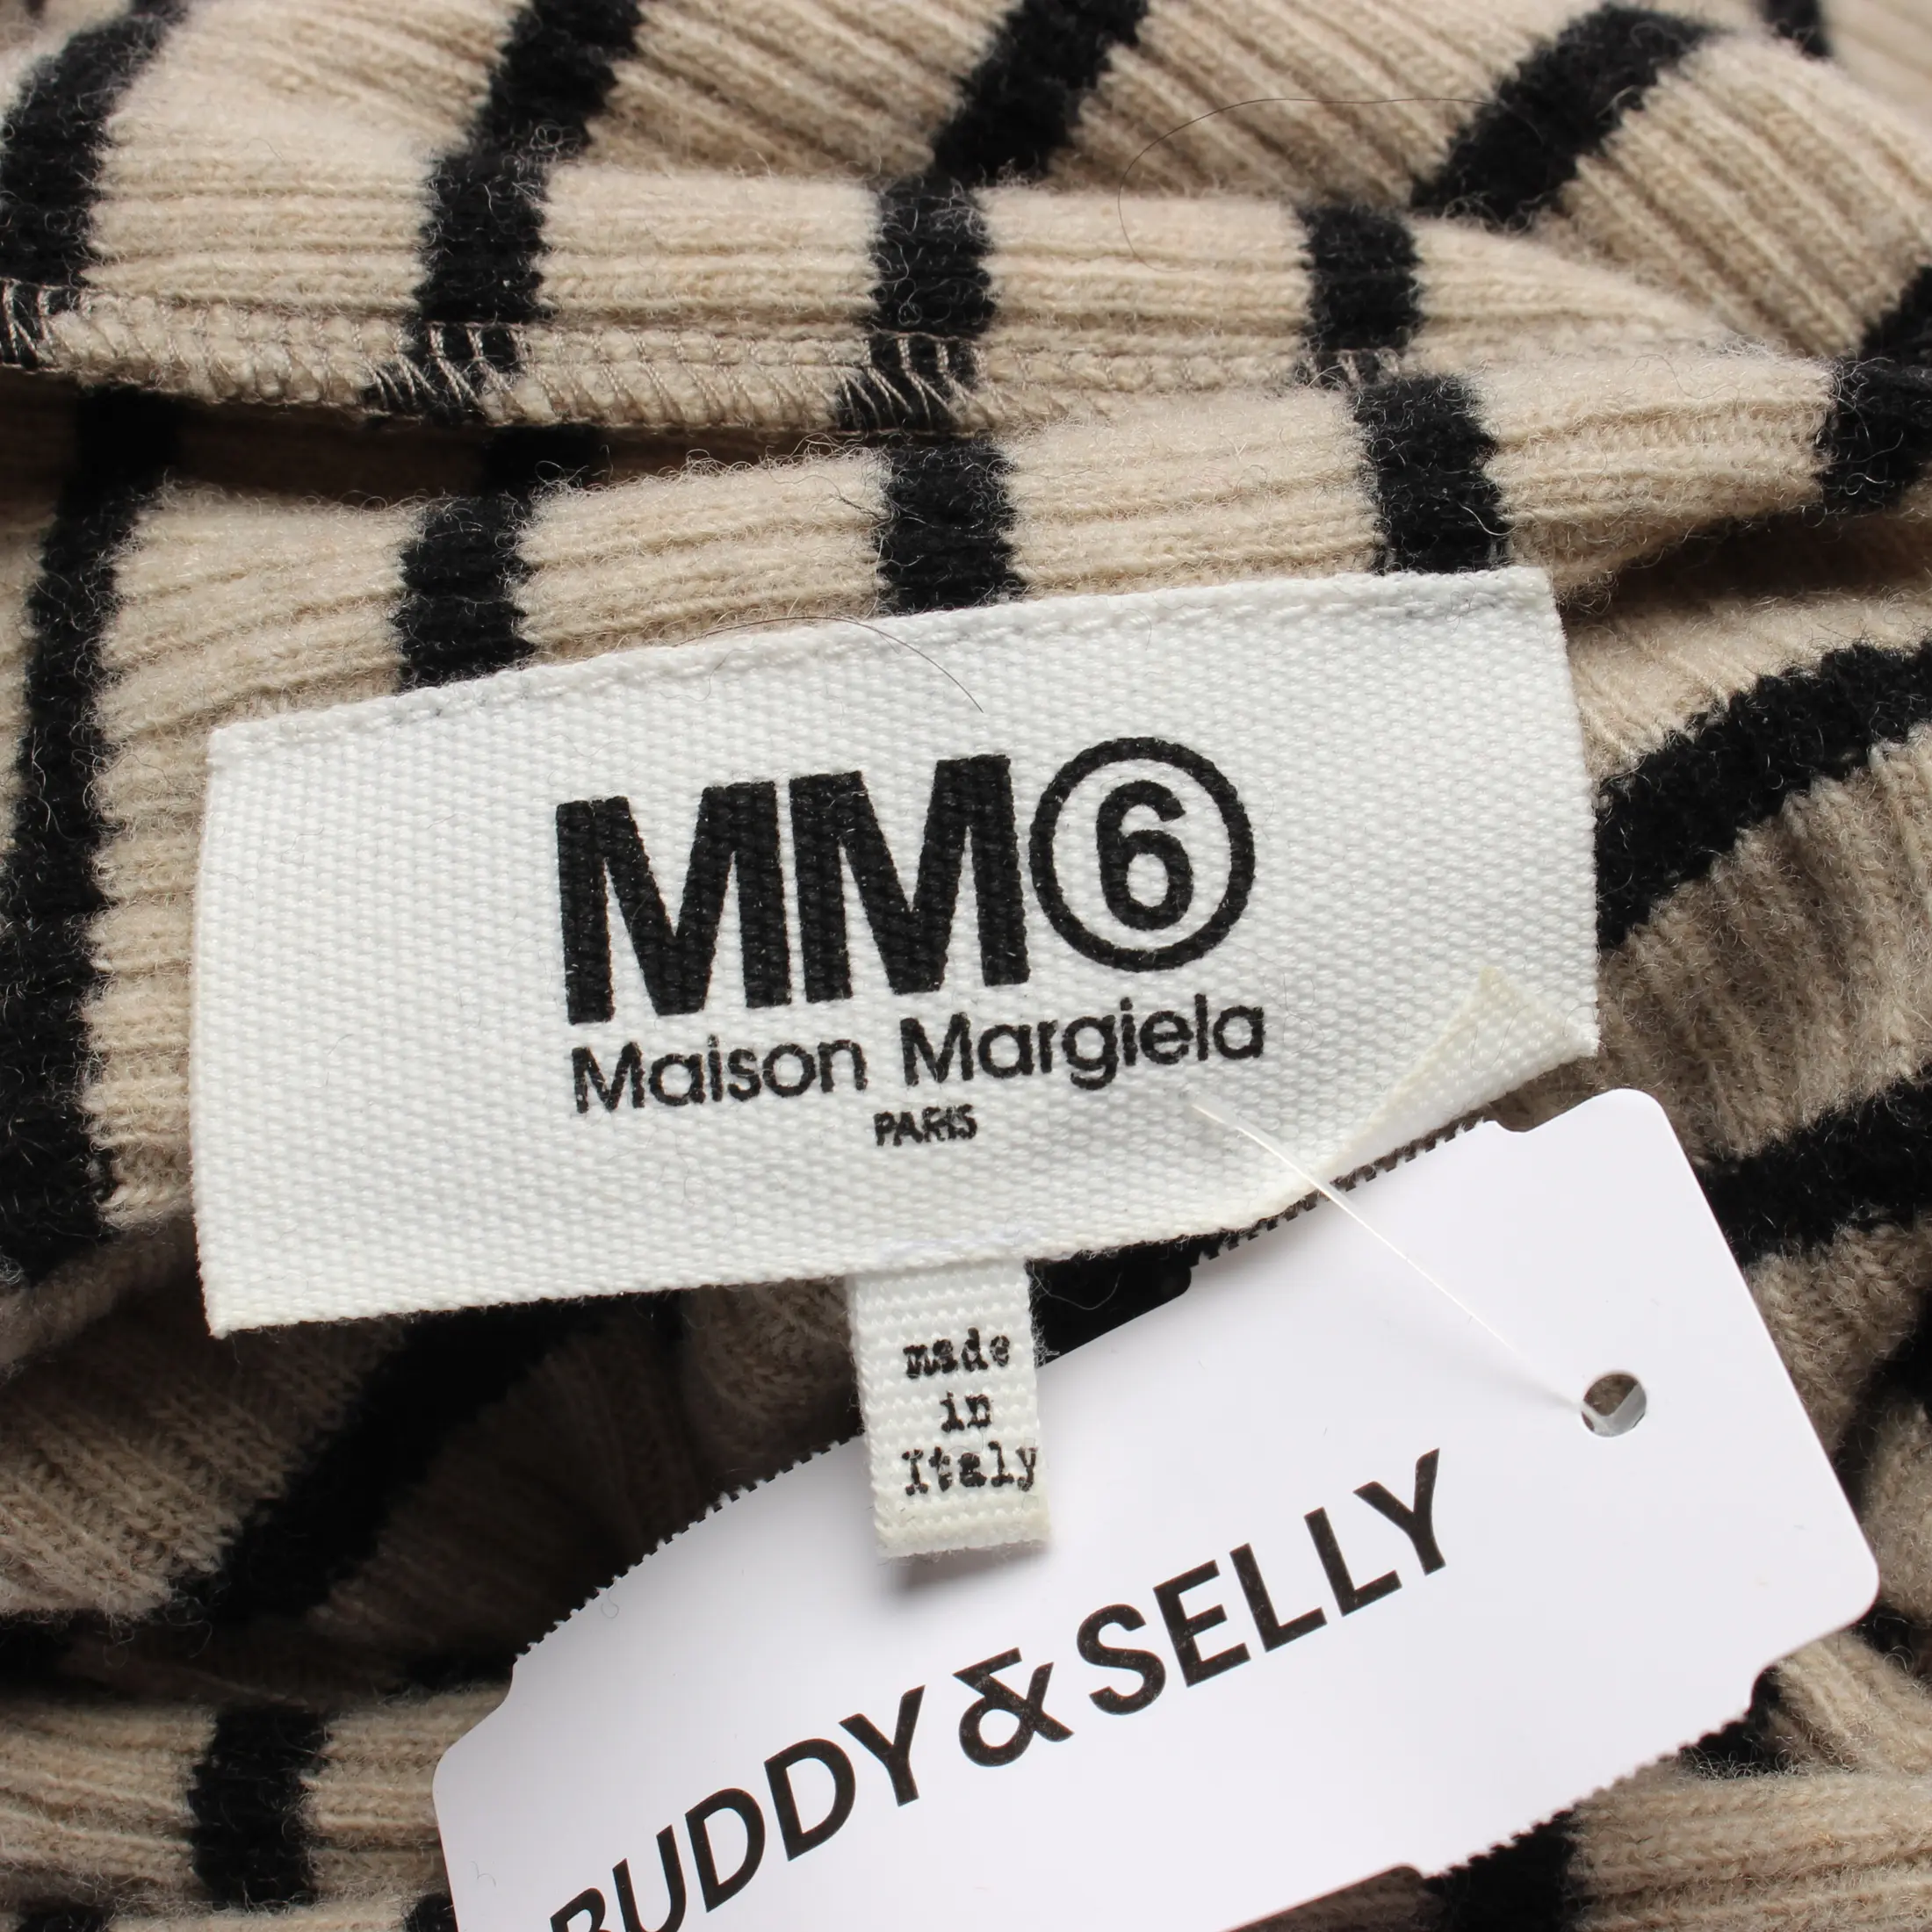 MM⑥
Maison Margiela
PARIS
made
in
Italy
BUDDY & SELLY